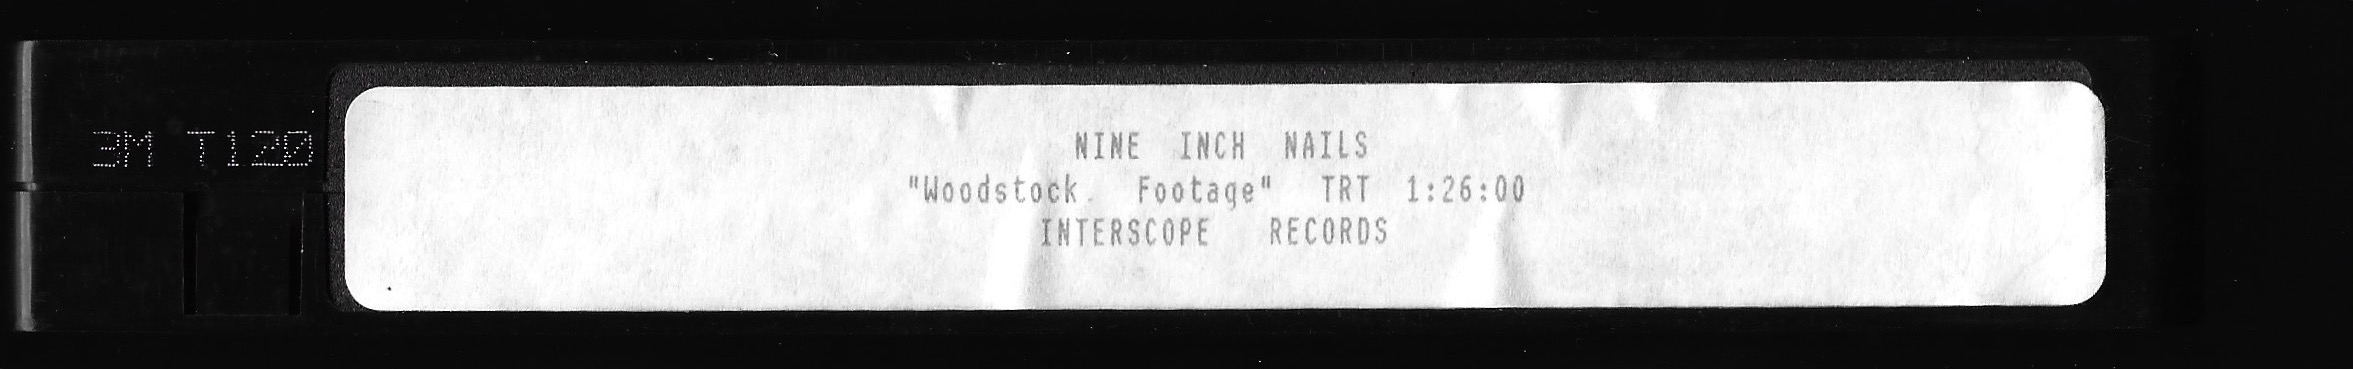 3M T120
NINE INCH NAILS
"Woodstock Footage" TRT 1:26:00
INTERSCOPE RECORDS